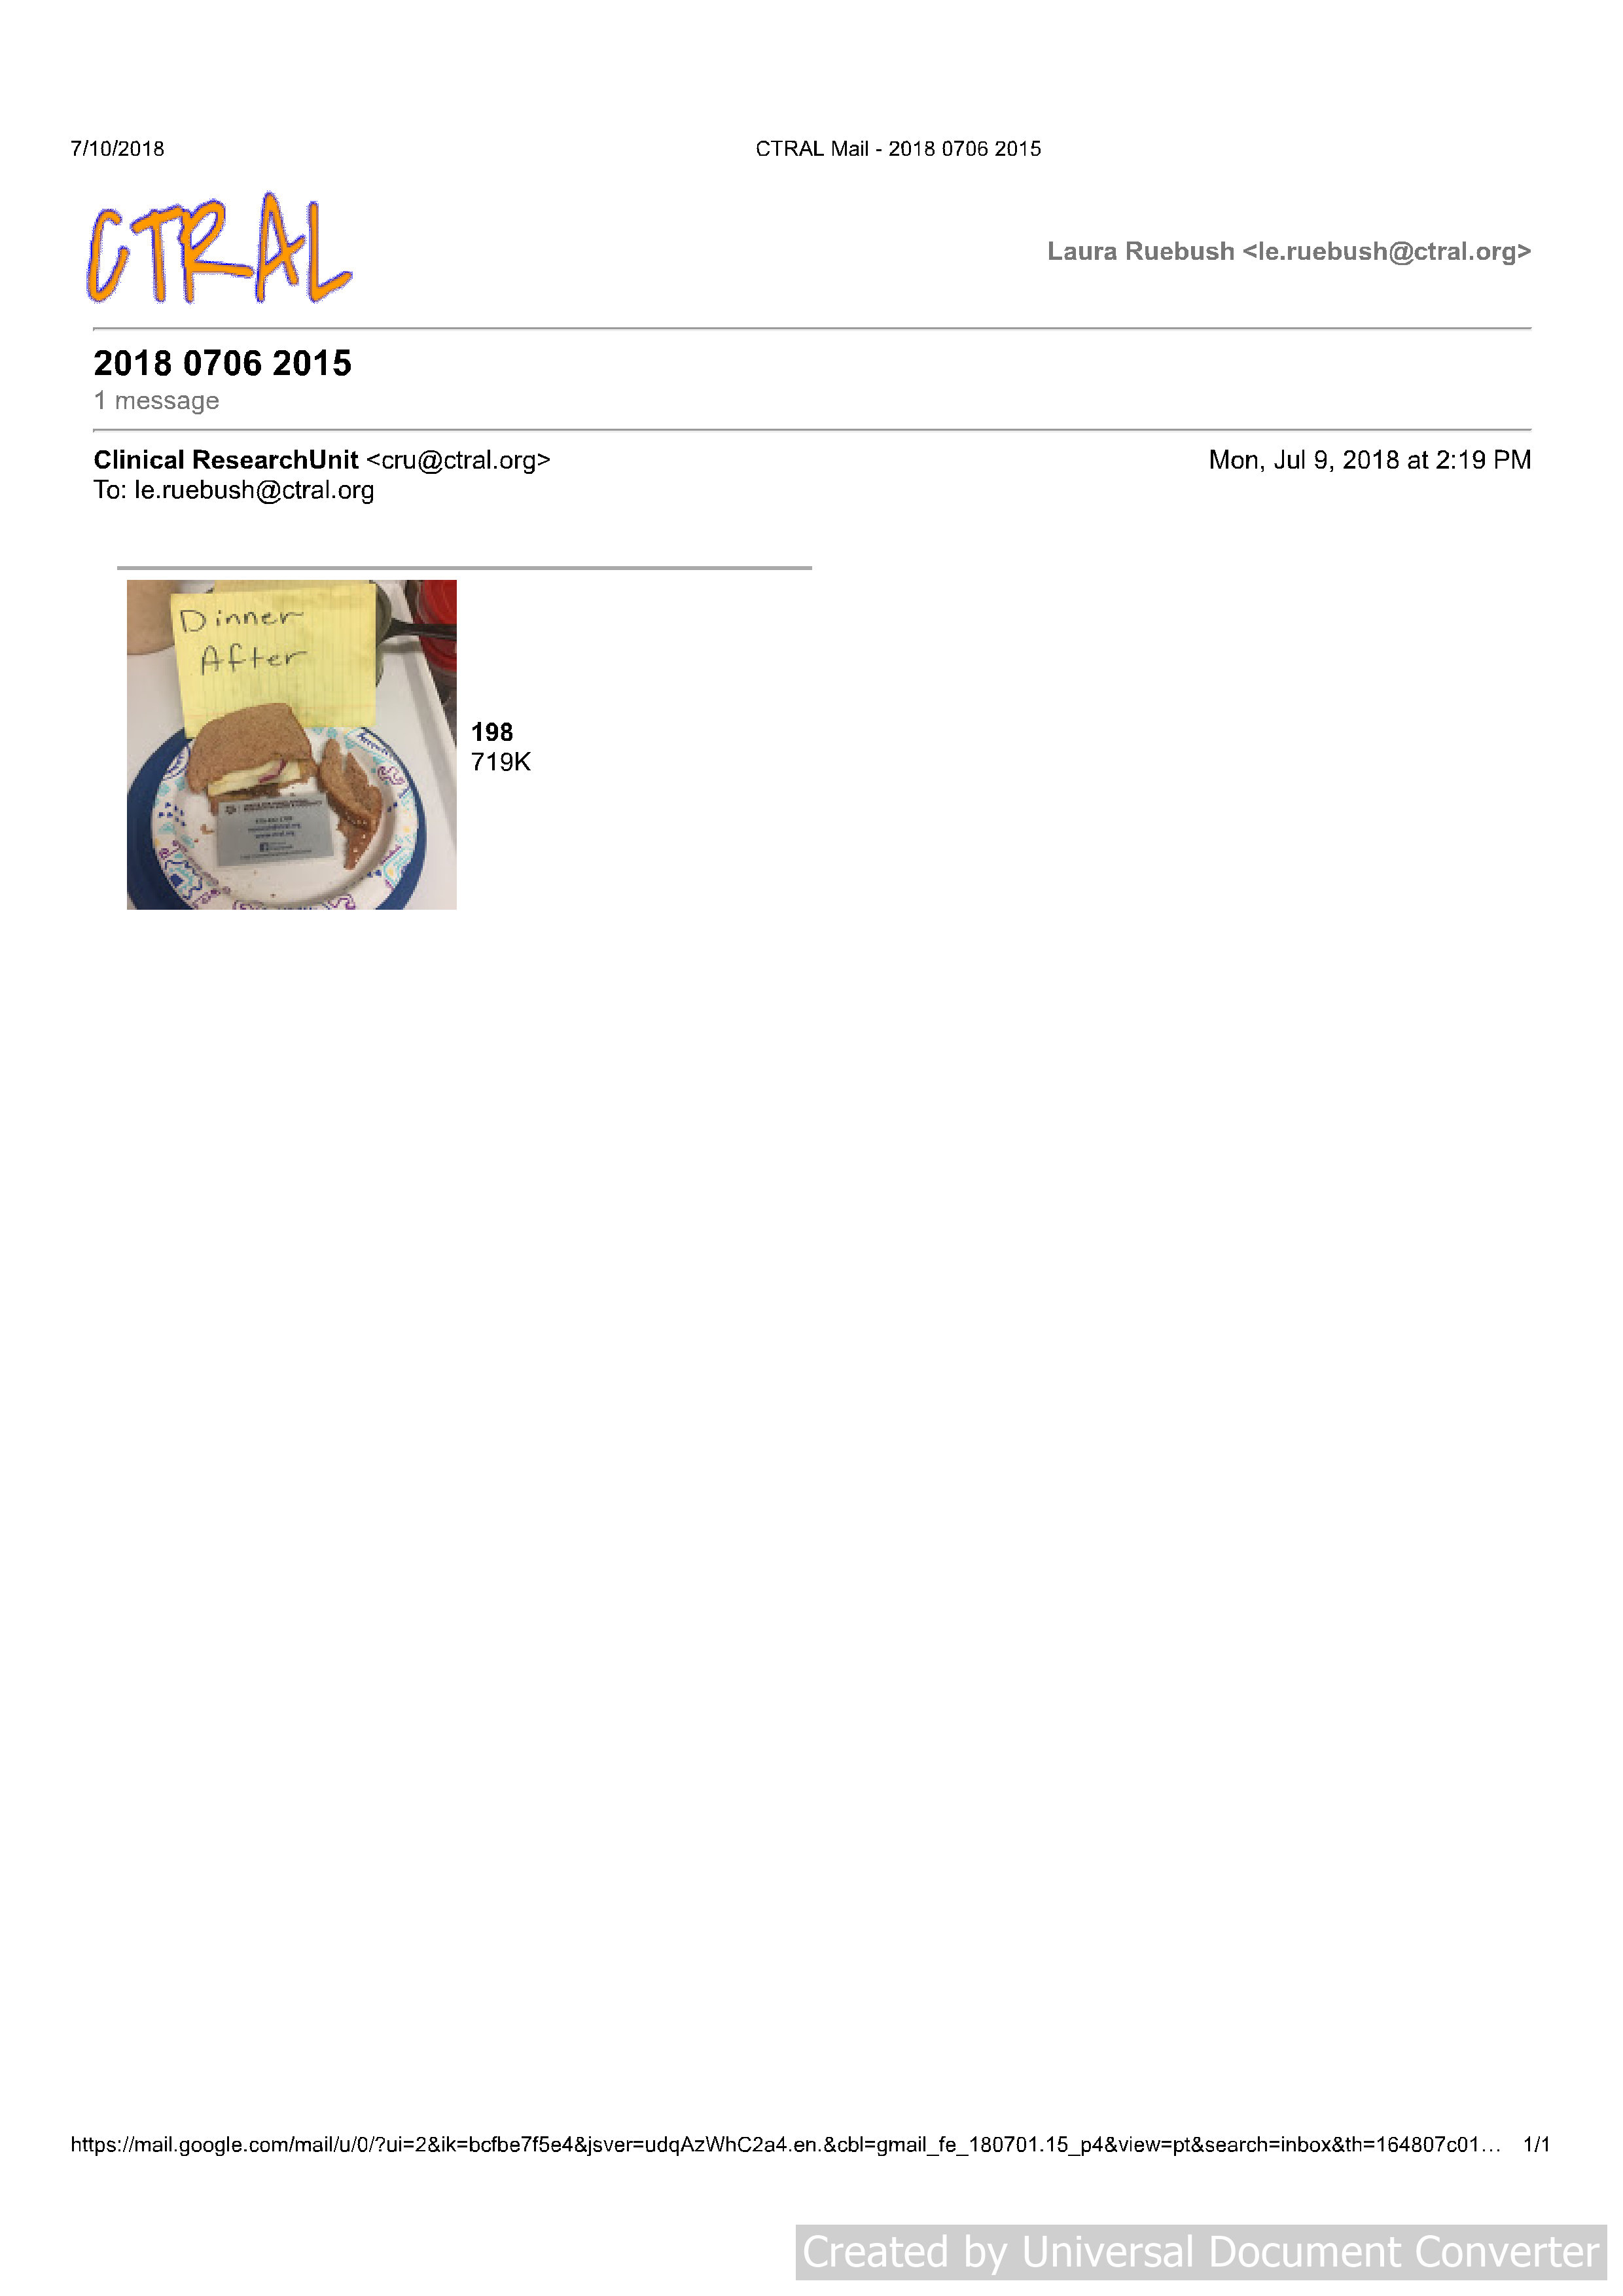 7/10/2018
CTRAL Mail - 2018 0706 2015
CTRAL
Laura Ruebush <le.ruebush@ctral.org>
2018 0706 2015
1 message
Clinical ResearchUnit <cru@ctral.org>
Mon, Jul 9, 2018 at 2:19 PM
To: le.ruebush@ctral.org
Dinner
After
198
719K
https://mail.google.com/mail/u/0/?ui=2&ik=bcfbe7f5e4&jsver=udqAzWhC2a4.en.&cbl=gmail_fe_180701.15_p4&view=pt&search=inbox&th=164807c01… 1/1
Created by Universal Document Converter